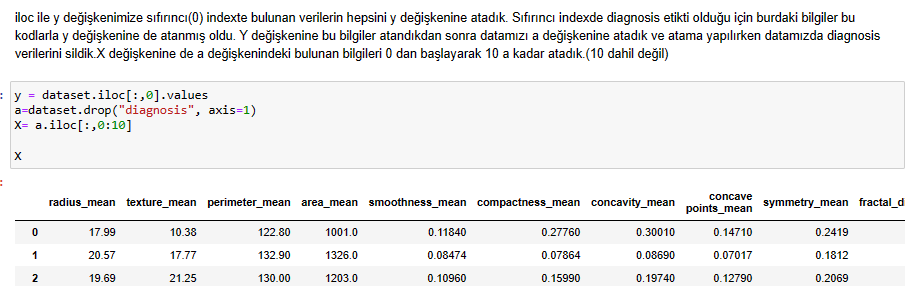 iloc ile y değişkenimize sıfırıncı(0) indexte bulunan verilerin hepsini y değişkenine atadık. Sıfırıncı indexde diagnosis etikti olduğu için burdaki bilgiler bu
kodlarla y değişkenine de atanmış oldu. Y değişkenine bu bilgiler atandıkdan sonra datamızı a değişkenine atadık ve atama yapılırken datamızda diagnosis
verilerini sildik.X değişkenine de a değişkenindeki bulunan bilgileri 0 dan başlayarak 10 a kadar atadık.(10 dahil değil)
: y = dataset.iloc[:,0].values
a=dataset.drop("diagnosis", axis=1)
X= a.iloc[:,0:10]
X
:
radius_mean texture_mean perimeter_mean area_mean smoothness_mean compactness_mean concavity_mean concave points_mean symmetry_mean fractal_di
0 17.99 10.38 122.80 1001.0 0.11840 0.27760 0.30010 0.14710 0.2419
1 20.57 17.77 132.90 1326.0 0.08474 0.07864 0.08690 0.07017 0.1812
2 19.69 21.25 130.00 1203.0 0.10960 0.15990 0.19740 0.12790 0.2069